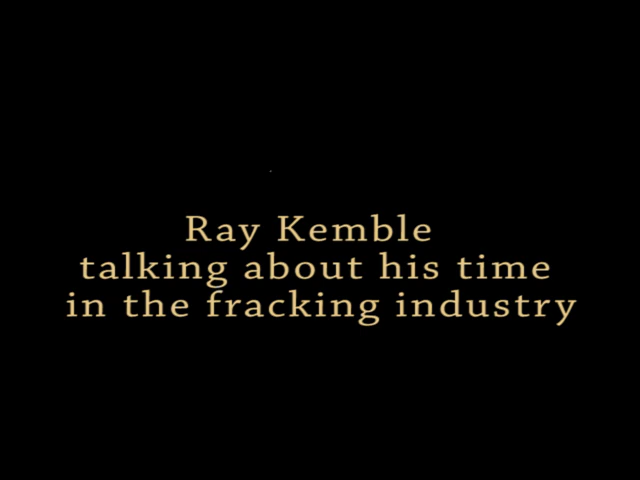 Ray Kemble
talking about his time
in the fracking industry